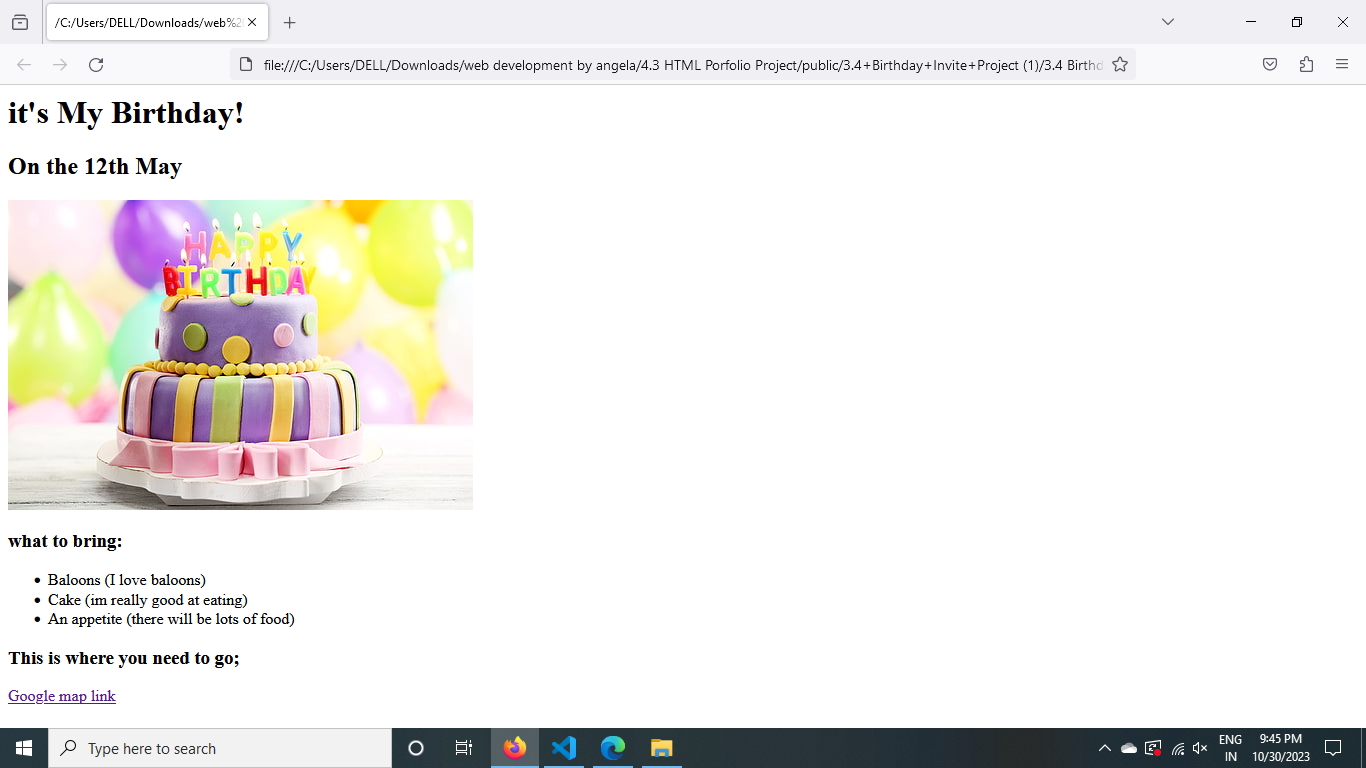 /C:/Users/DELL/Downloads/web%20
file:///C:/Users/DELL/Downloads/web development by angela/4.3 HTML Porfolio Project/public/3.4+Birthday+Invite+Project (1)/3.4 Birthd
it's My Birthday!
On the 12th May
HAPPY
BIRTHDAY
what to bring:
Baloons (I love baloons)
Cake (im really good at eating)
An appetite (there will be lots of food)
This is where you need to go;
Google map link
Type here to search
ENG
IN
9:45 PM
10/30/2023